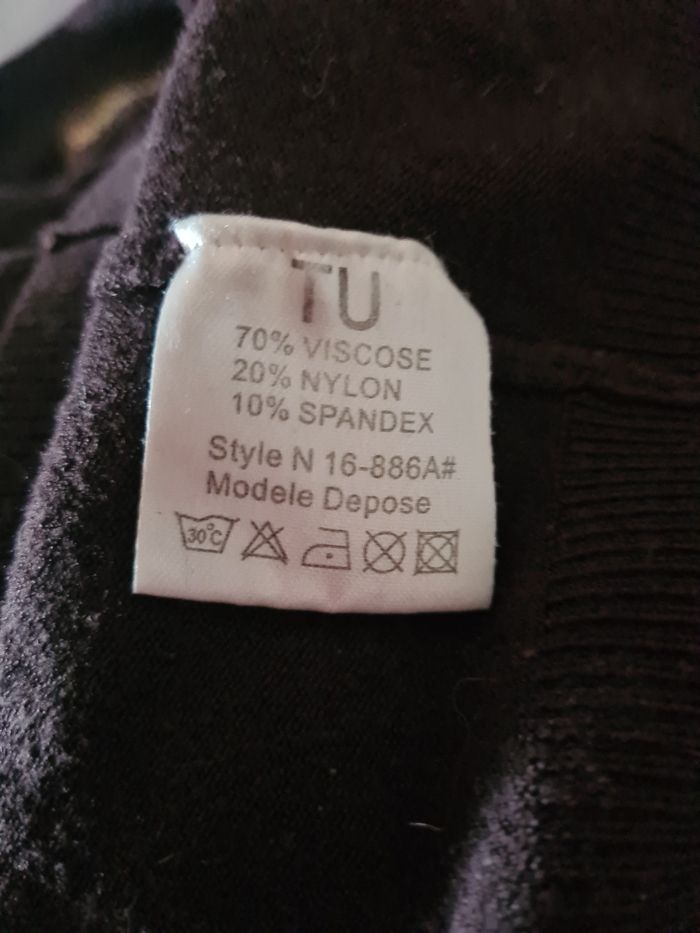 TU
70% VISCOSE
20% NYLON
10% SPANDEX
Style N 16-886A#
Modele Depose
30°C